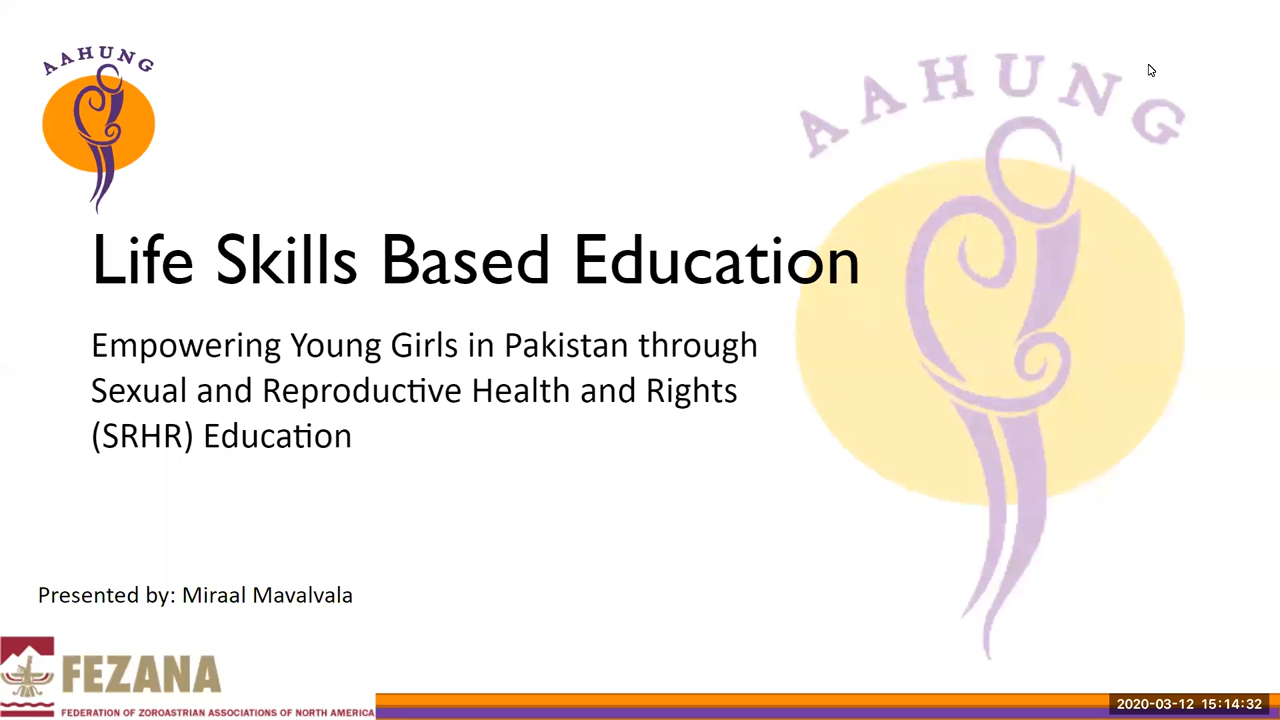 AAHUNG
AAHUNG
Life Skills Based Education
Empowering Young Girls in Pakistan through
Sexual and Reproductive Health and Rights
(SRHR) Education
Presented by: Miraal Mavalvala
FEZANA
FEDERATION OF ZOROASTRIAN ASSOCIATIONS OF NORTH AMERICA
2020-03-12 15:14:32